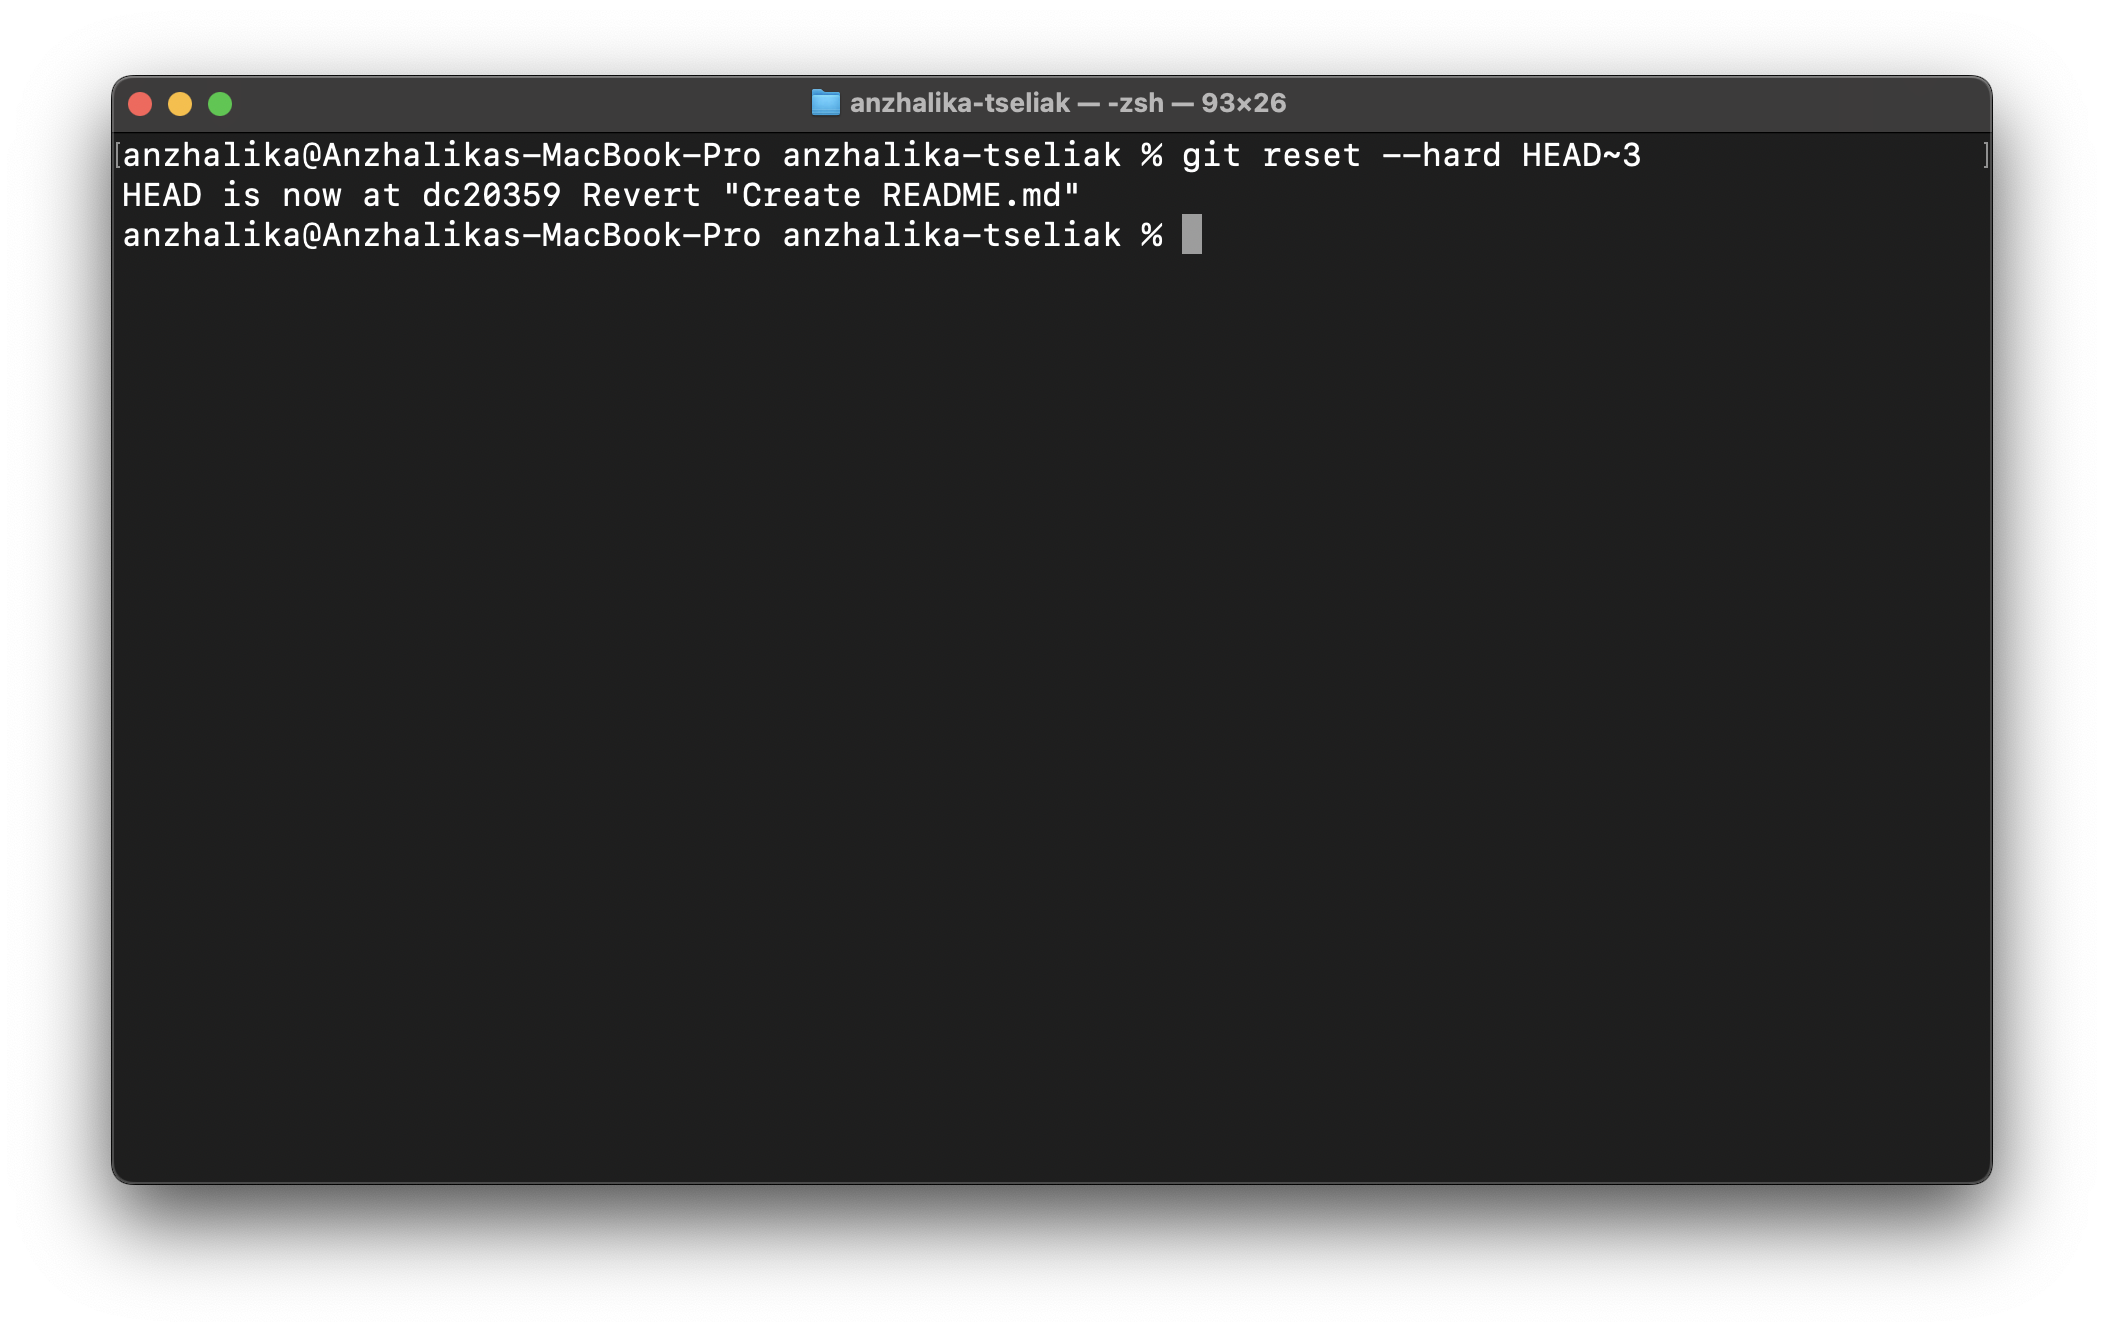 anzhalika-tseliak — -zsh — 93×26
[anzhalika@Anzhalikas-MacBook-Pro anzhalika-tseliak % git reset --hard HEAD~3 ]
HEAD is now at dc20359 Revert "Create README.md"
anzhalika@Anzhalikas-MacBook-Pro anzhalika-tseliak %